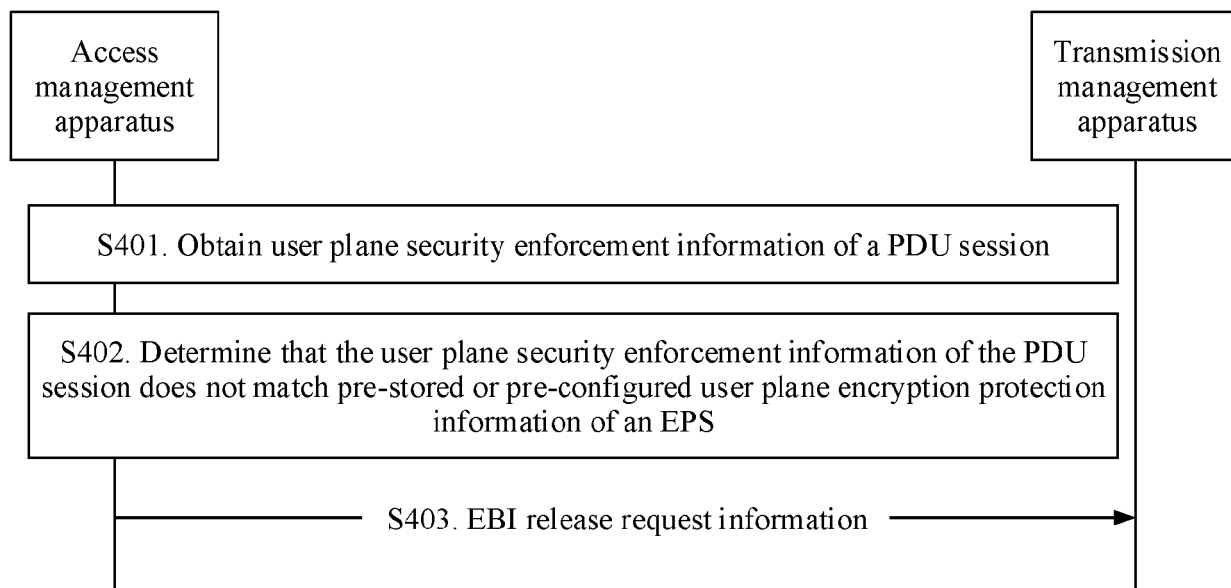 Access
management
apparatus
Transmission
management
apparatus
S401. Obtain user plane security enforcement information of a PDU session
S402. Determine that the user plane security enforcement information of the PDU
session does not match pre-stored or pre-configured user plane encryption protection
information of an EPS
S403. EBI release request information